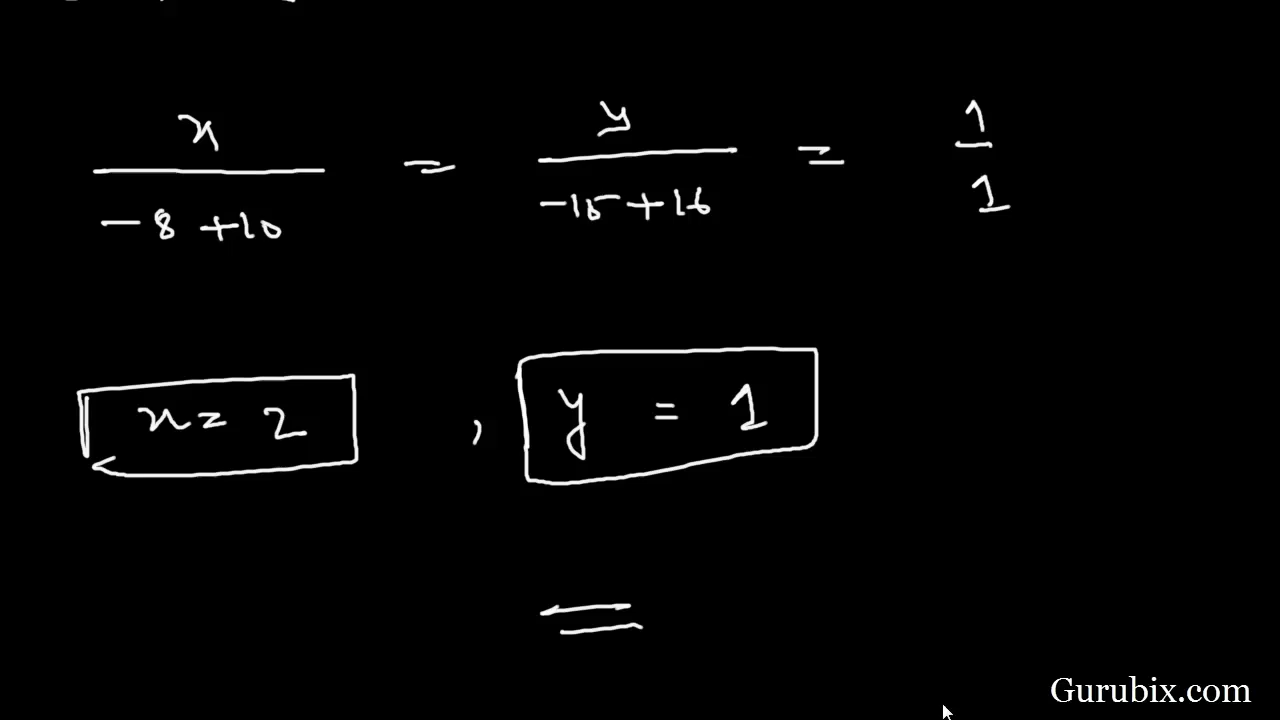 x/(-8+10) = y/(-15+16) = 1/1
x = 2 , y = 1
Gurubix.com